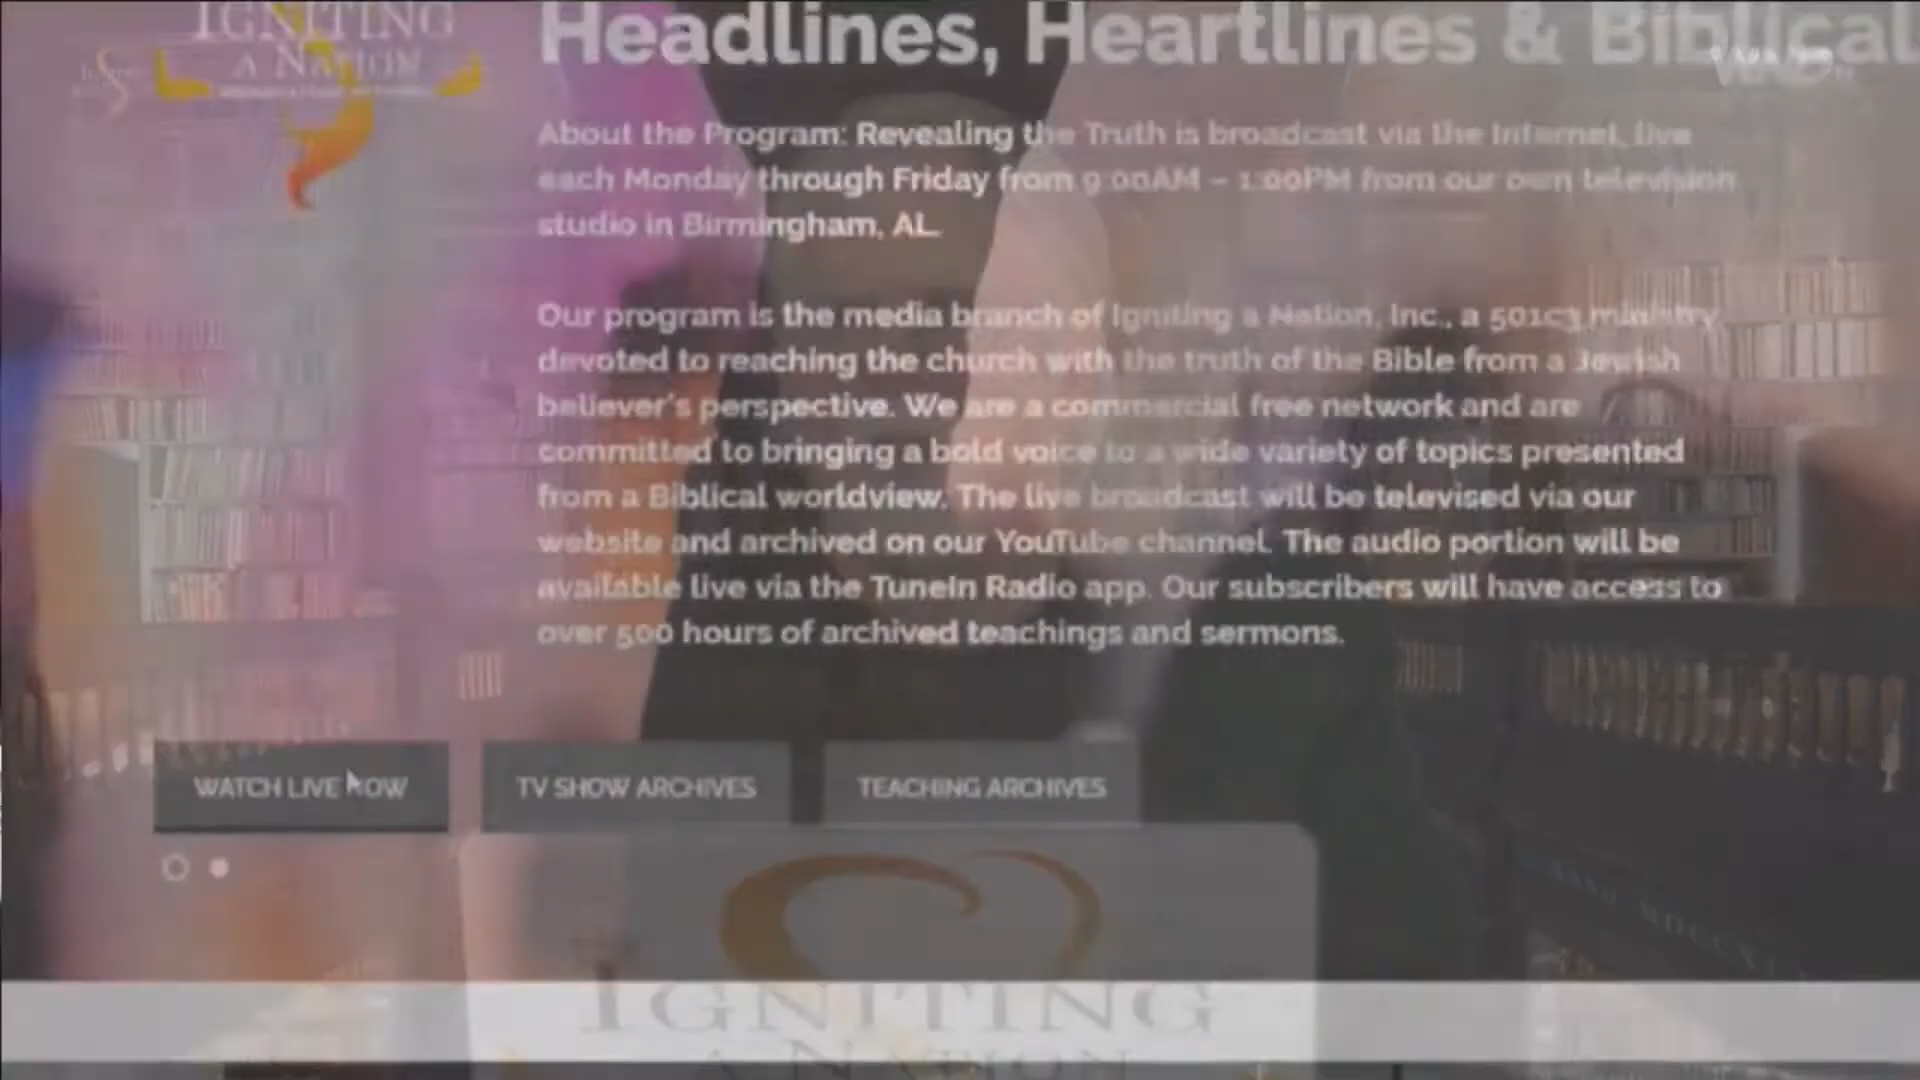 IGNITING
A NATION
Headlines, Heartlines & Biblical
About the Program: Revealing the Truth is broadcast via the Internet, live
each Monday through Friday from 9:00AM – 1:00PM from our own television
studio in Birmingham, AL.
Our program is the media branch of Igniting a Nation, Inc., a 501c3 ministry
devoted to reaching the church with the truth of the Bible from a Jewish
believer's perspective. We are a commercial free network and are
committed to bringing a bold voice to a wide variety of topics presented
from a Biblical worldview. The live broadcast will be televised via our
website and archived on our YouTube channel. The audio portion will be
available live via the TuneIn Radio app. Our subscribers will have access to
over 500 hours of archived teachings and sermons.
WATCH LIVE NOW
TV SHOW ARCHIVES
TEACHING ARCHIVES
IGNITING
A NATION